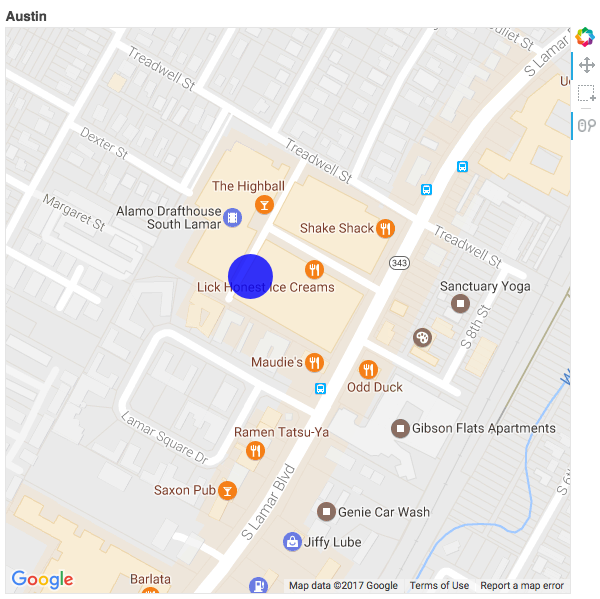 Austin
S Lamar
Treadwell St
Dexter St
Treadwell St
The Highball
Margaret St
Alamo Drafthouse
South Lamar
Shake Shack
Treadwell St
343
Lick Honest Ice Creams
Sanctuary Yoga
S 8th St
Maudie's
Odd Duck
Lamar Square Dr
Ramen Tatsu-Ya
Gibson Flats Apartments
Saxon Pub
S Lamar Blvd
Genie Car Wash
Jiffy Lube
Google
Barlata
Map data ©2017 Google
Terms of Use
Report a map error